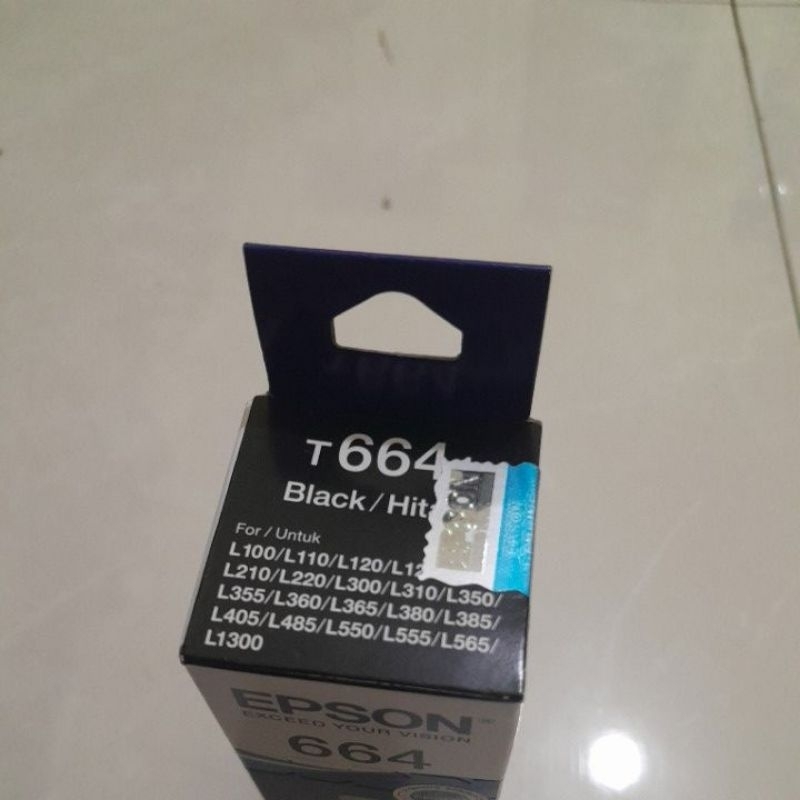 T664
Black/Hit
For / Untuk
L100/L110/L120/L12
L210/L220/L300/L310/L350/
L355/L360/L365/L380/L385/
L405/L485/L550/L555/L565/
L1300
EPSON
EXCEED YOUR VISION
664